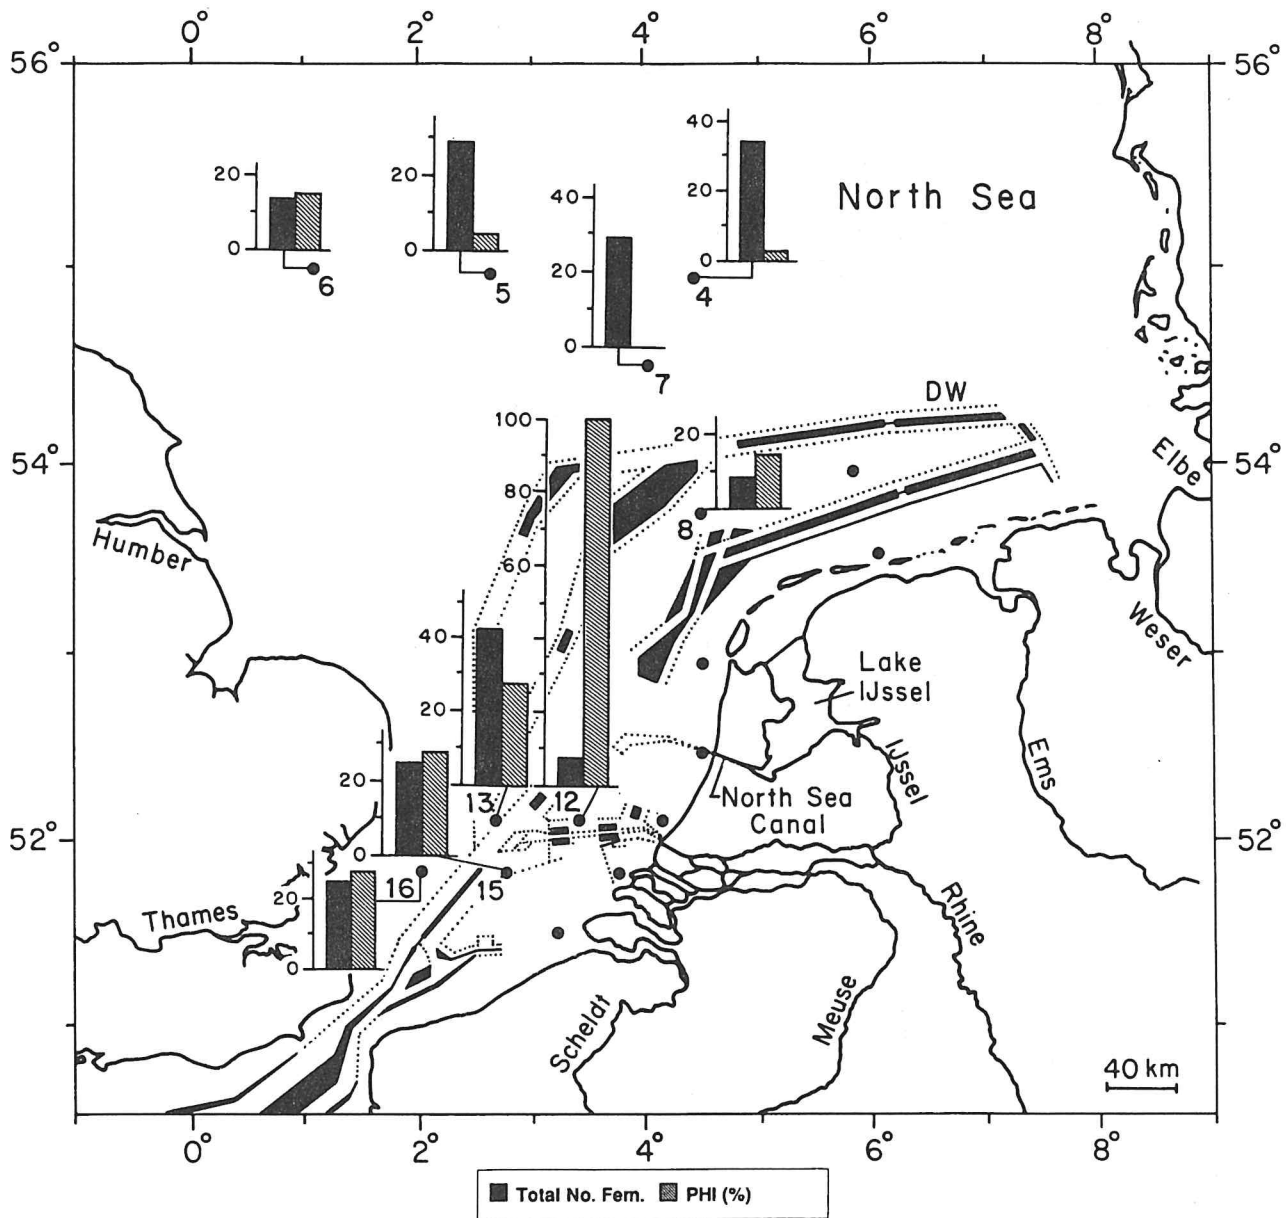 0° 2° 4° 6° 8°
56° 56°
40
20 20 20
0 0 0
North Sea
6 5 4
40
20
0
7
DW
100
80
60
20
8
54° 54°
Elbe
Humber
Weser
40
20
Lake
IJssel
IJssel
Ems
20
0
13 12
North Sea
Canal
52° 52°
16 15
20
0
Thames
Rhine
Meuse
Scheldt
40 km
0° 2° 4° 6° 8°
Total No. Fem. PHI (%)